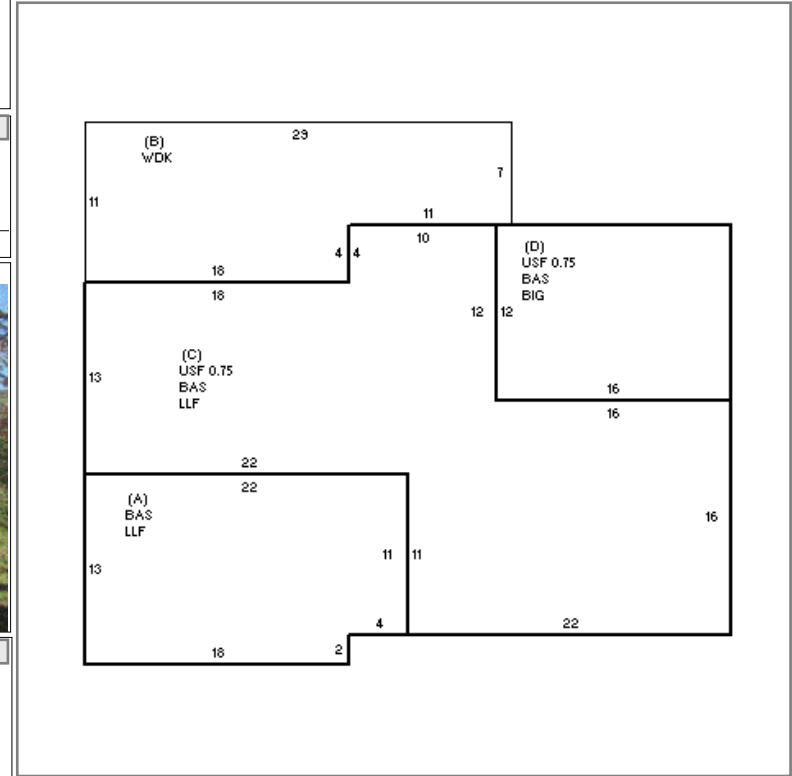 29
(B)
WDK
7
11
11
10
4 4
18
18
(D)
USF 0.75
BAS
BIG
12 12
16
16
(C)
USF 0.75
BAS
LLF
13
22
22
(A)
BAS
LLF
16
11 11
13
4
22
18
2